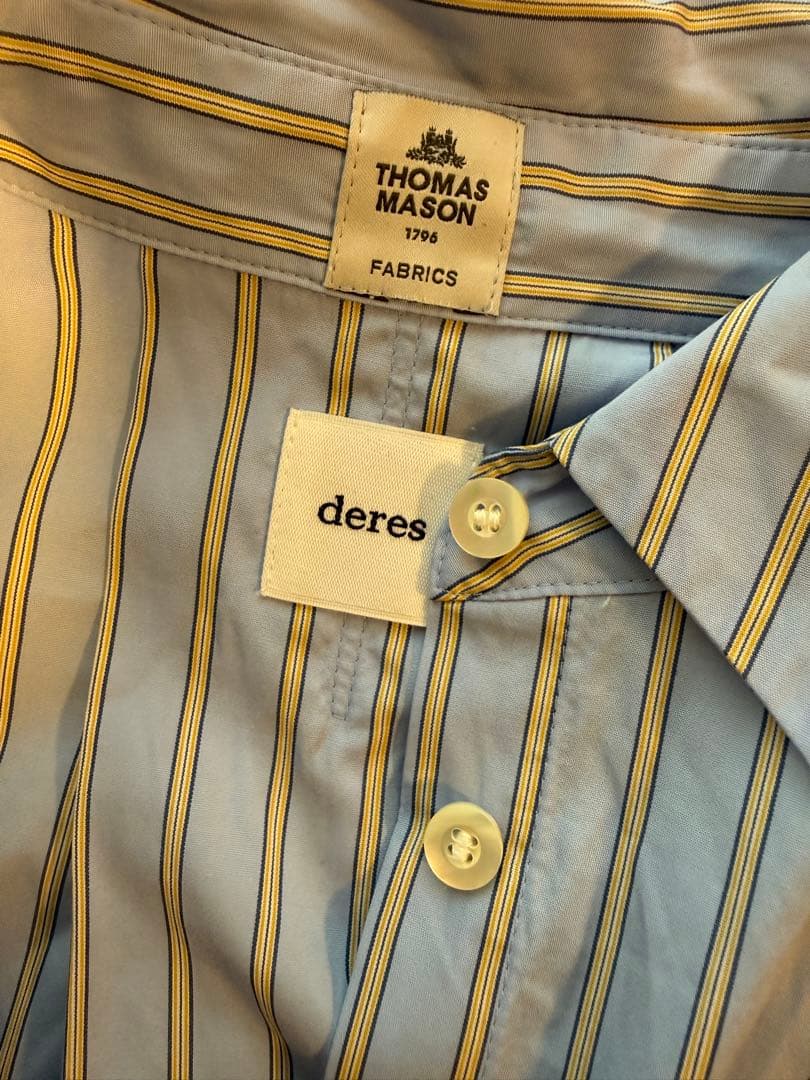 THOMAS
MASON
1796
FABRICS
deres